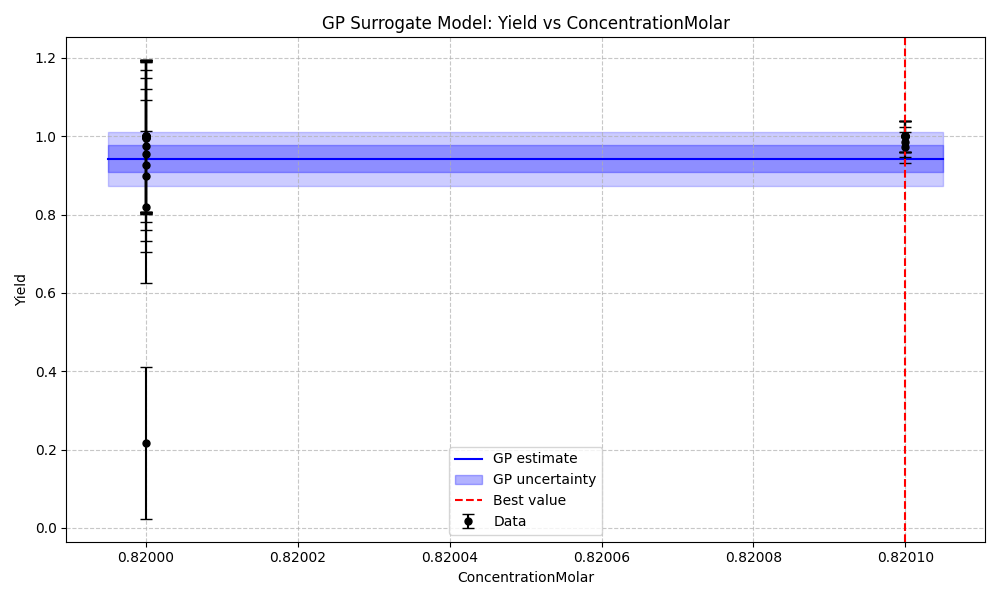 GP Surrogate Model: Yield vs ConcentrationMolar
Yield
1.2
1.0
0.8
0.6
0.4
0.2
0.0
GP estimate
GP uncertainty
Best value
Data
0.82000 0.82002 0.82004 0.82006 0.82008 0.82010
ConcentrationMolar